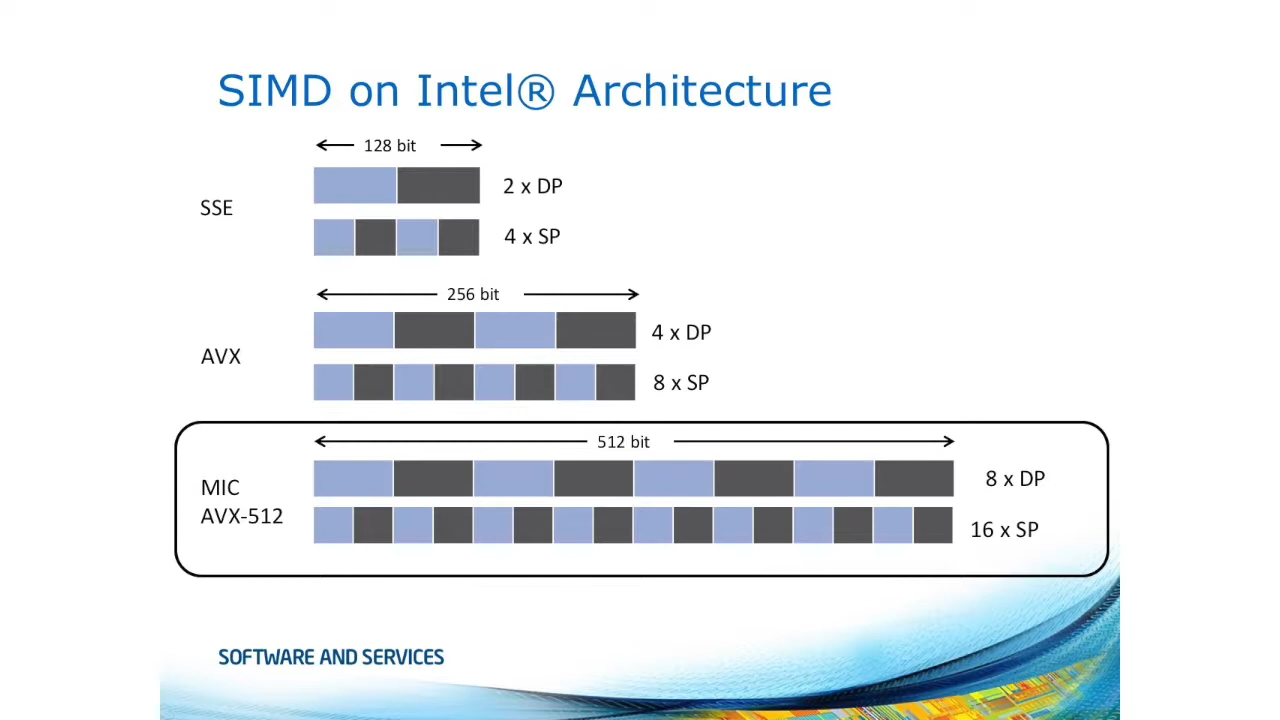 SIMD on Intel® Architecture
128 bit
2 x DP
SSE
4 x SP
256 bit
4 x DP
AVX
8 x SP
512 bit
8 x DP
MIC
AVX-512
16 x SP
SOFTWARE AND SERVICES